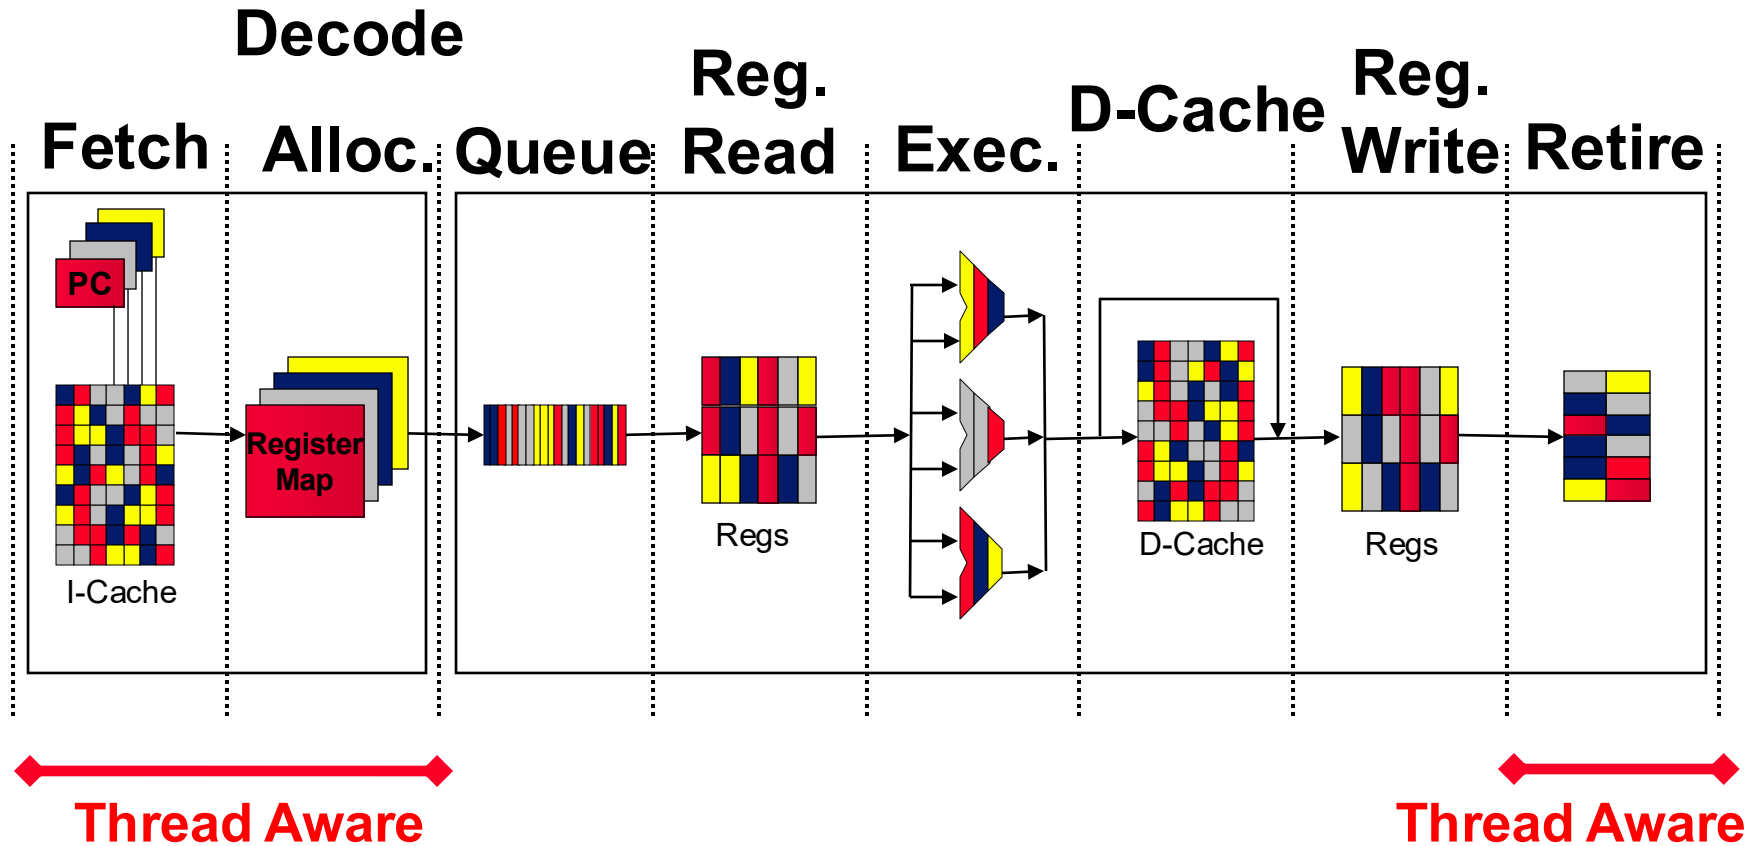 Decode
Fetch
Alloc.
Queue
Reg.
Read
Exec.
D-Cache
Reg.
Write
Retire
PC
Register
Map
I-Cache
Regs
D-Cache
Regs
Thread Aware
Thread Aware